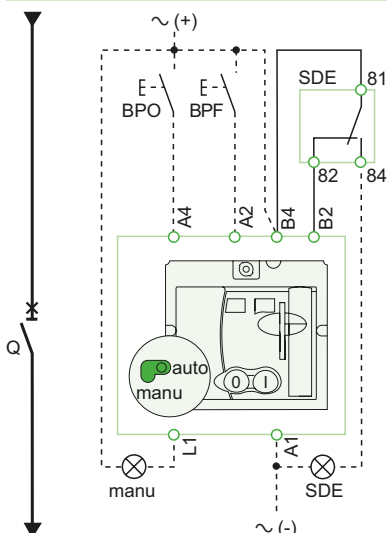 ~ (+)
SDE
81
BPO
BPF
82
84
A4
A2
B4
B2
Q
auto
manu
0
I
L1
A1
manu
SDE
~ (-)